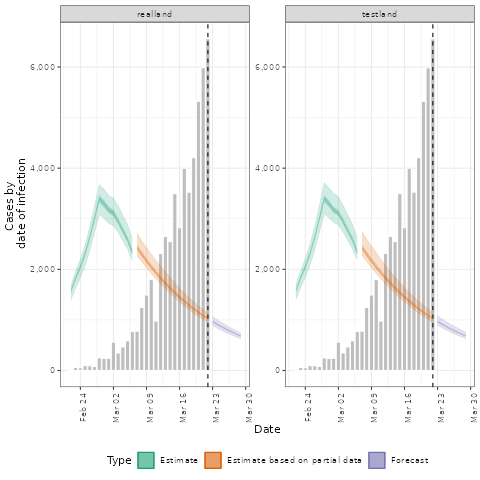 realland
testland
6,000
4,000
2,000
0
6,000
4,000
2,000
0
Cases by
date of infection
Feb 24
Mar 02
Mar 09
Mar 16
Mar 23
Mar 30
Feb 24
Mar 02
Mar 09
Mar 16
Mar 23
Mar 30
Date
Type Estimate Estimate based on partial data Forecast